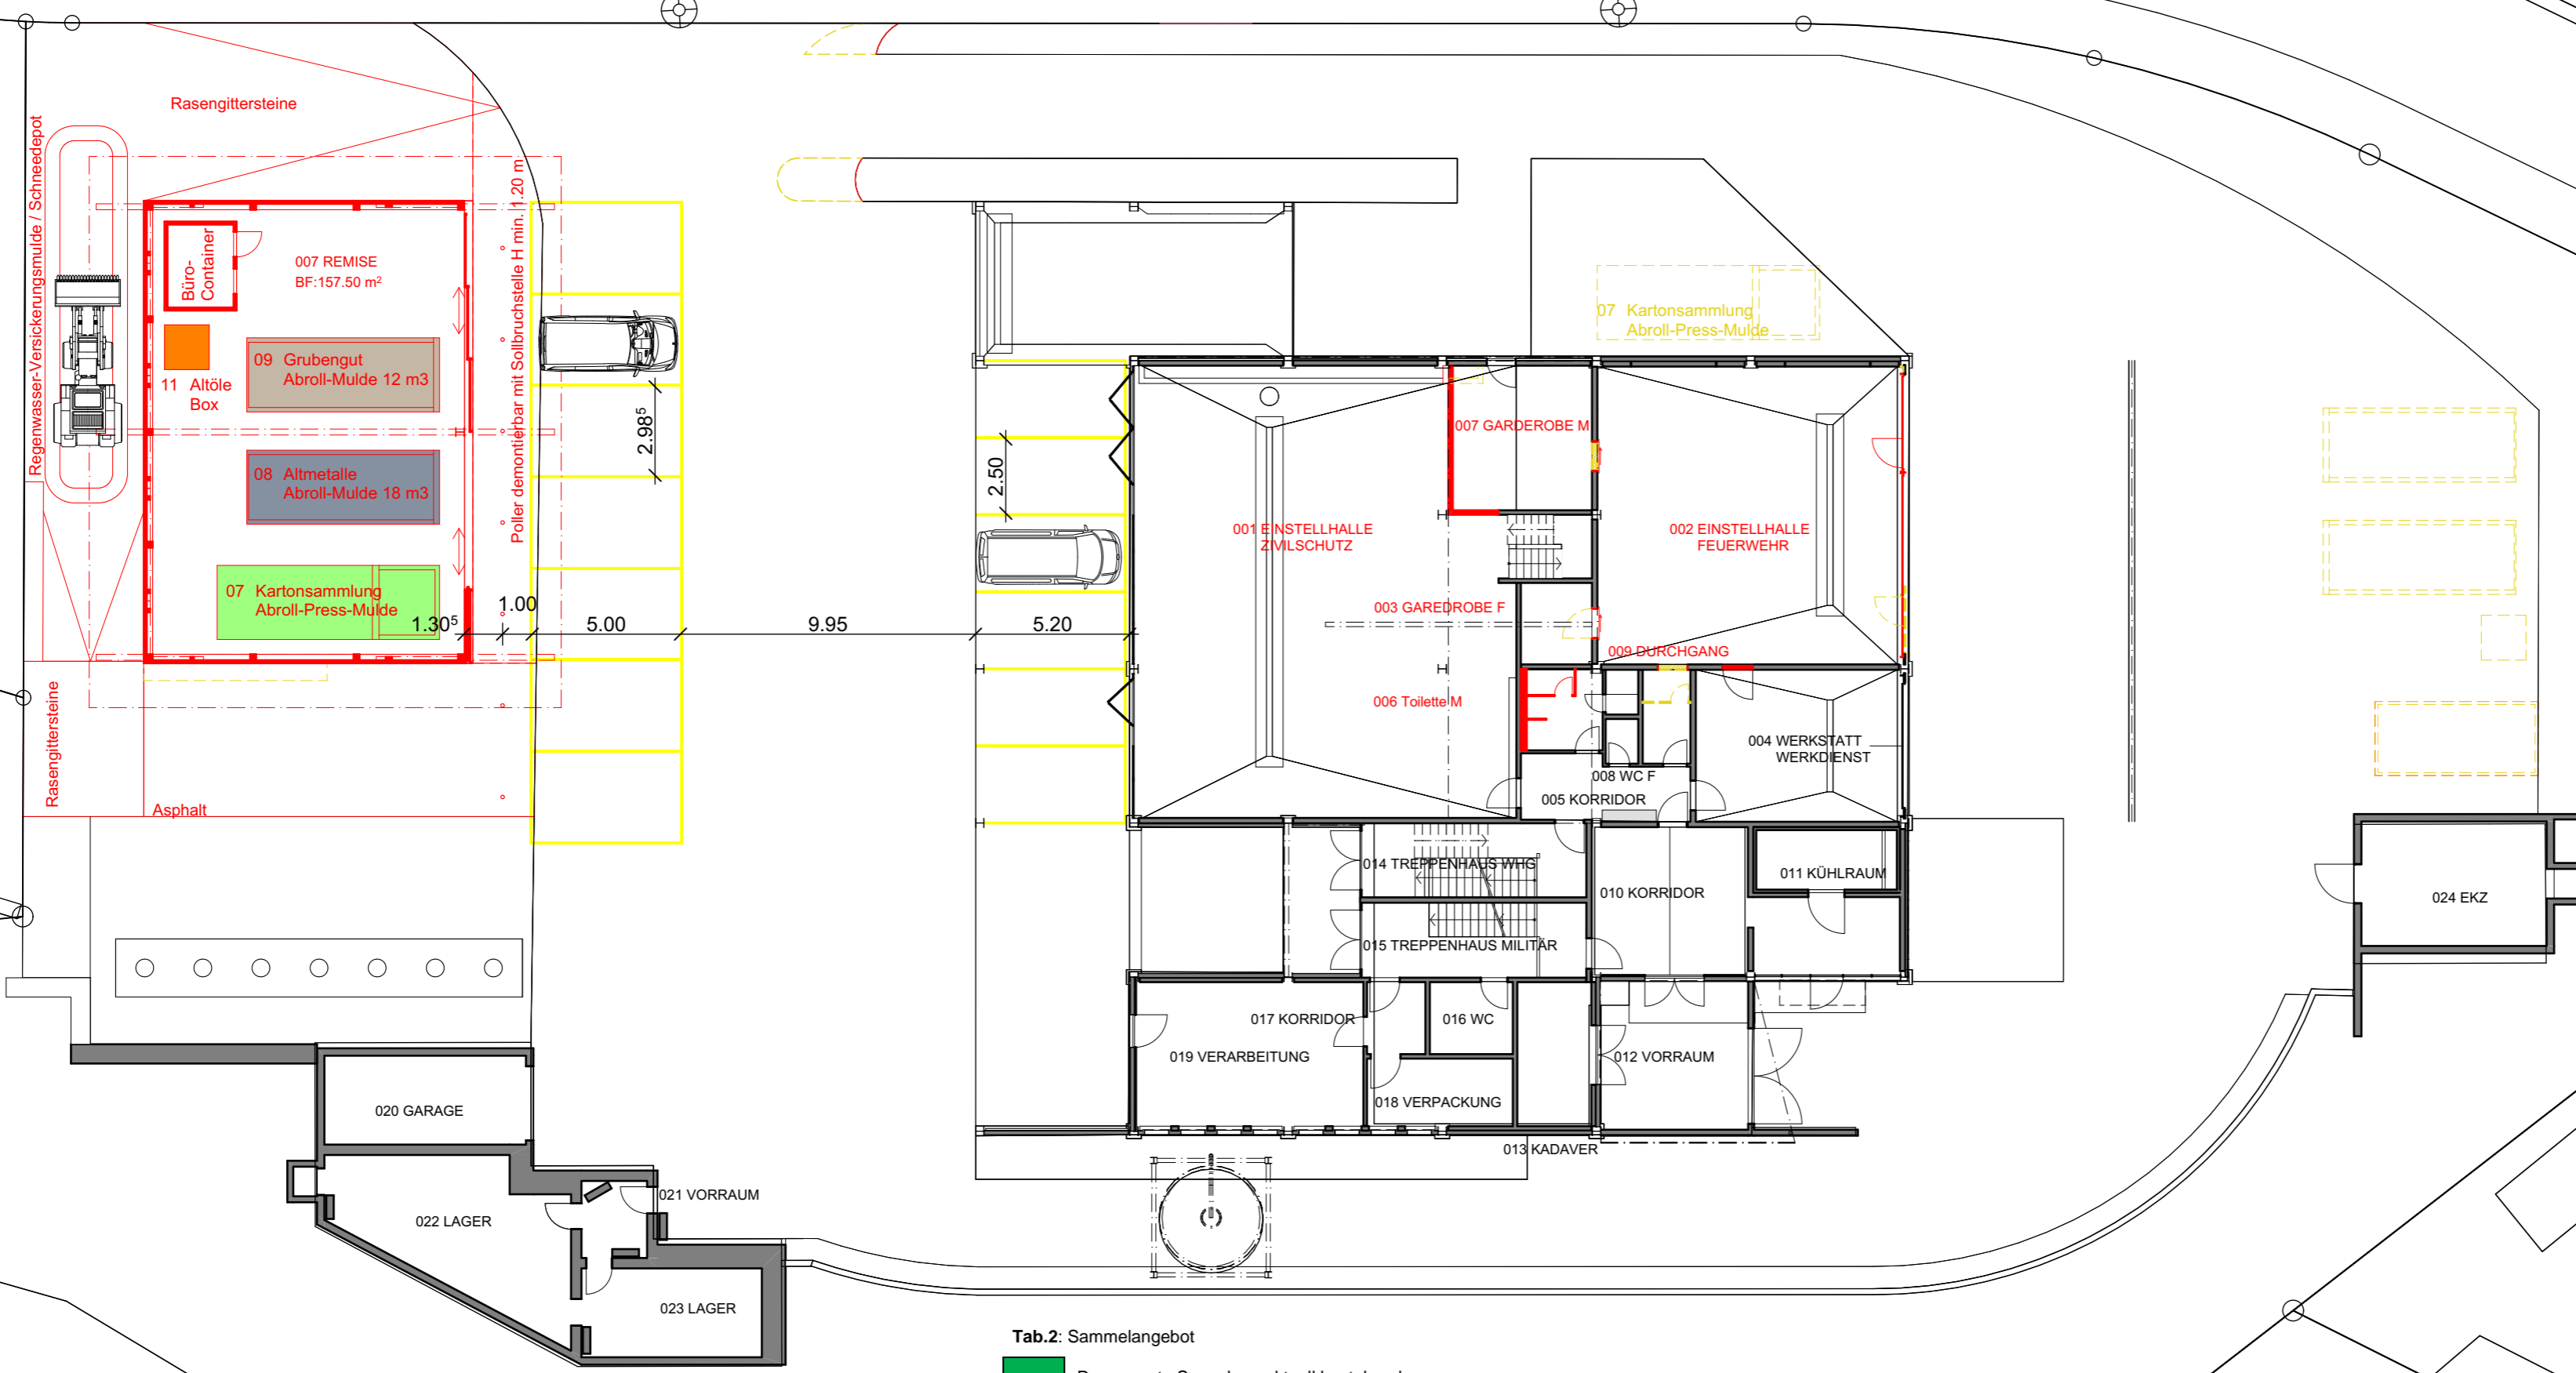 Rasengittersteine
Regenwasser-Versickerungsmulde / Schneedepot
Büro-
Container
007 REMISE
BF:157.50 m²
Poller demontierbar mit Sollbruchstelle H min. 1.20 m
09 Grubengut
Abroll-Mulde 12 m3
11 Altöle
Box
08 Altmetalle
Abroll-Mulde 18 m3
07 Kartonsammlung
Abroll-Press-Mulde
2.98⁵
2.50
1.30⁵
1.00
5.00
9.95
5.20
Rasengittersteine
Asphalt
07 Kartonsammlung
Abroll-Press-Mulde
007 GARDEROBE M
001 EINSTELLHALLE
ZIVILSCHUTZ
002 EINSTELLHALLE
FEUERWEHR
003 GAREDROBE F
009 DURCHGANG
006 Toilette M
004 WERKSTATT
WERKDIENST
008 WC F
005 KORRIDOR
014 TREPPENHAUS WHG
011 KÜHLRAUM
010 KORRIDOR
024 EKZ
015 TREPPENHAUS MILITÄR
017 KORRIDOR
016 WC
019 VERARBEITUNG
012 VORRAUM
018 VERPACKUNG
013 KADAVER
020 GARAGE
021 VORRAUM
022 LAGER
023 LAGER
Tab.2: Sammelangebot